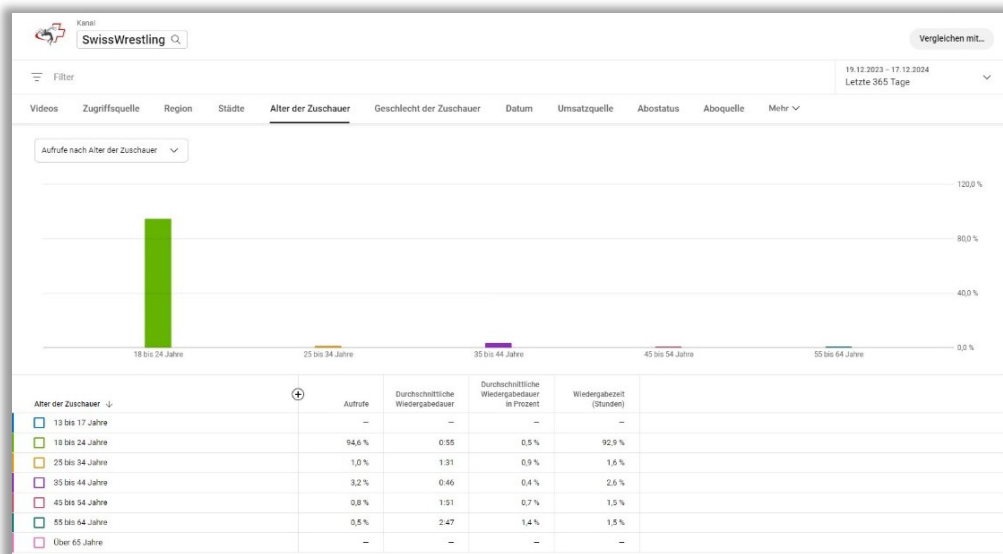 Kanal
SwissWrestling
Vergleichen mit...
Filter
19.12.2023 – 17.12.2024
Letzte 365 Tage
Videos Zugriffsquelle Region Städte Alter der Zuschauer Geschlecht der Zuschauer Datum Umsatzquelle Abostatus Aboquelle Mehr
Aufrufe nach Alter der Zuschauer
120,0 %
80,0 %
40,0 %
0,0 %
18 bis 24 Jahre 25 bis 34 Jahre 35 bis 44 Jahre 45 bis 54 Jahre 55 bis 64 Jahre
Alter der Zuschauer ↓ Aufrufe Durchschnittliche Wiedergabedauer Durchschnittliche Wiedergabedauer in Prozent Wiedergabezeit (Stunden)
13 bis 17 Jahre – – – –
18 bis 24 Jahre 94,6 % 0:55 0,5 % 92,9 %
25 bis 34 Jahre 1,0 % 1:31 0,9 % 1,6 %
35 bis 44 Jahre 3,2 % 0:46 0,4 % 2,6 %
45 bis 54 Jahre 0,8 % 1:51 0,7 % 1,5 %
55 bis 64 Jahre 0,5 % 2:47 1,4 % 1,5 %
Über 65 Jahre – – – –